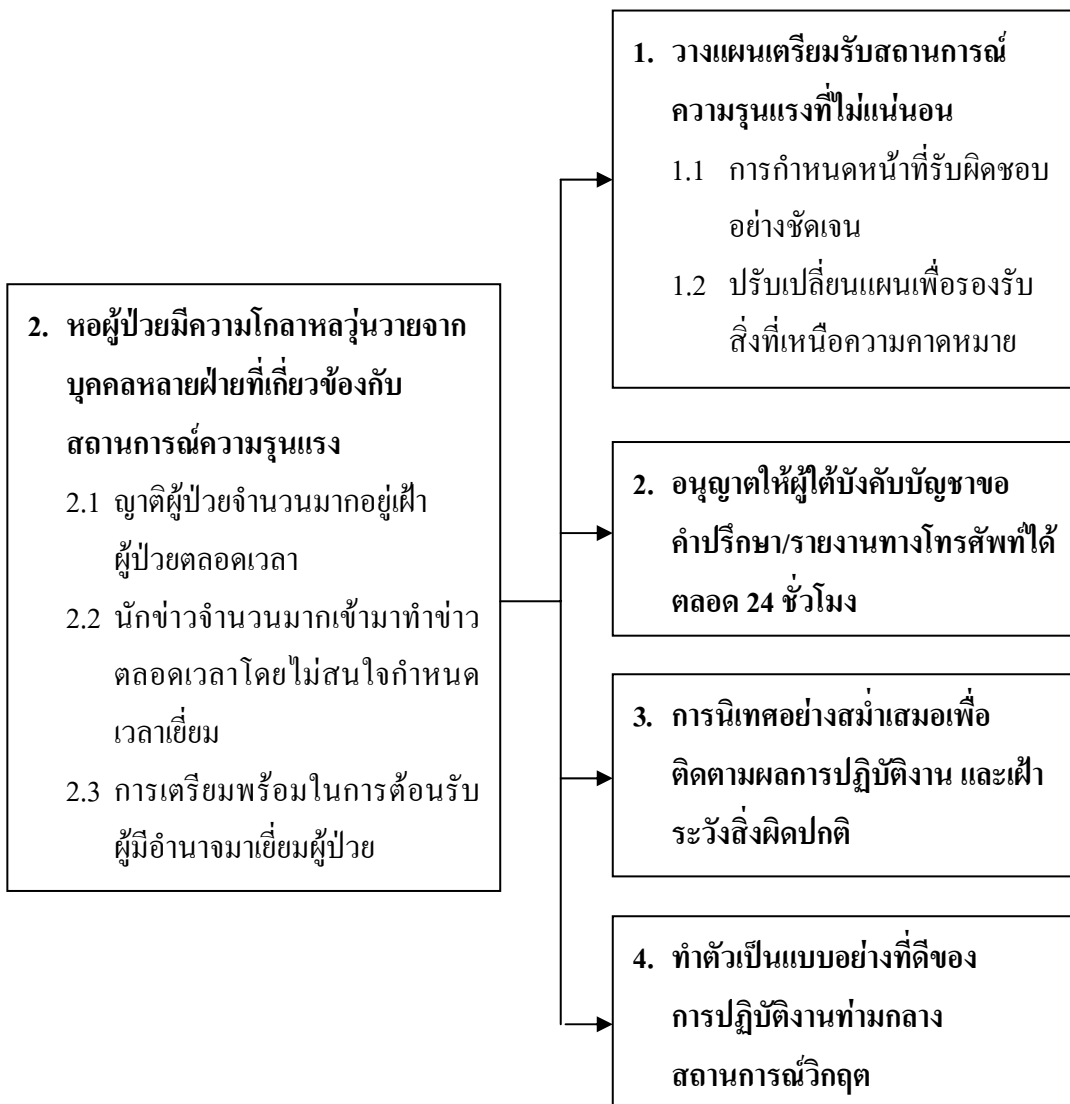 2. หอผู้ป่วยมีความโกลาหลวุ่นวายจาก
บุคคลหลายฝ่ายที่เกี่ยวข้องกับ
สถานการณ์ความรุนแรง
2.1 ญาติผู้ป่วยจำนวนมากอยู่เฝ้า
ผู้ป่วยตลอดเวลา
2.2 นักข่าวจำนวนมากเข้ามาทำข่าว
ตลอดเวลาโดยไม่สนใจกำหนด
เวลาเยี่ยม
2.3 การเตรียมพร้อมในการต้อนรับ
ผู้มีอำนาจมาเยี่ยมผู้ป่วย
1. วางแผนเตรียมรับสถานการณ์
ความรุนแรงที่ไม่แน่นอน
1.1 การกำหนดหน้าที่รับผิดชอบ
อย่างชัดเจน
1.2 ปรับเปลี่ยนแผนเพื่อรองรับ
สิ่งที่เหนือความคาดหมาย
2. อนุญาตให้ผู้ใต้บังคับบัญชาขอ
คำปรึกษา/รายงานทางโทรศัพท์ได้
ตลอด 24 ชั่วโมง
3. การนิเทศอย่างสม่ำเสมอเพื่อ
ติดตามผลการปฏิบัติงาน และเฝ้า
ระวังสิ่งผิดปกติ
4. ทำตัวเป็นแบบอย่างที่ดีของ
การปฏิบัติงานท่ามกลาง
สถานการณ์วิกฤต